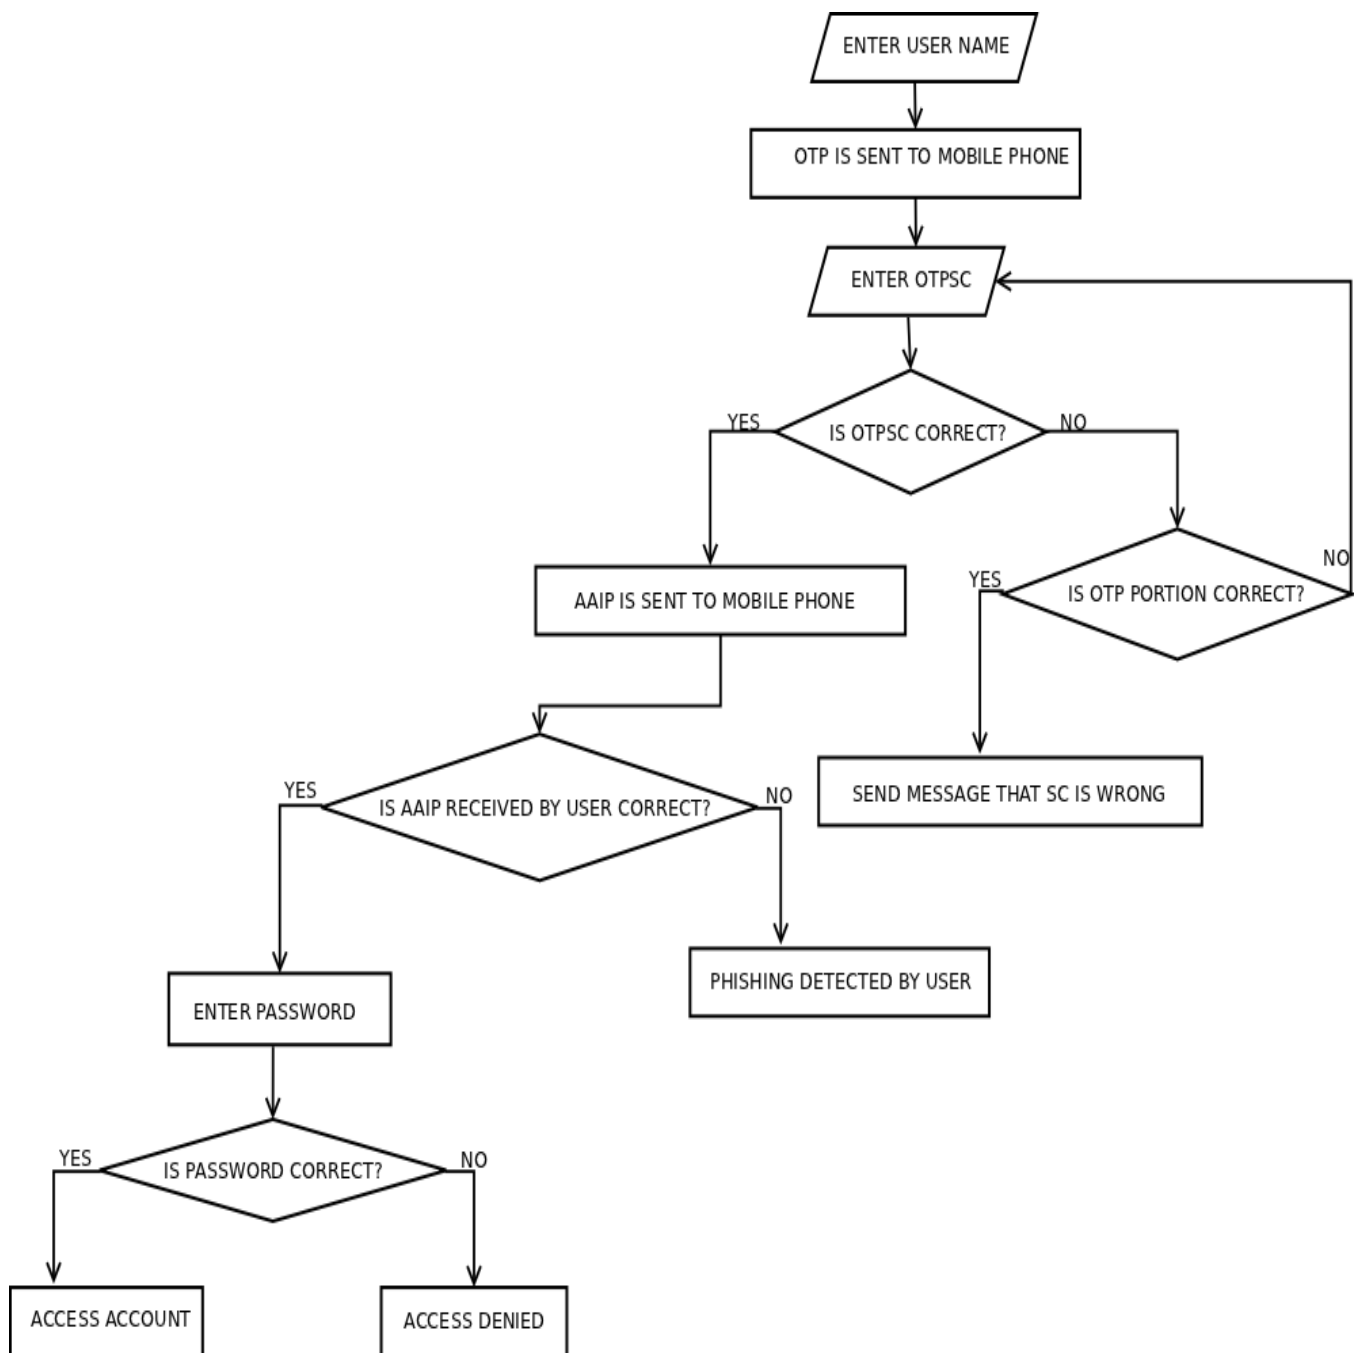 ENTER USER NAME
OTP IS SENT TO MOBILE PHONE
ENTER OTPSC
IS OTPSC CORRECT?
YES
NO
AAIP IS SENT TO MOBILE PHONE
IS OTP PORTION CORRECT?
YES
NO
SEND MESSAGE THAT SC IS WRONG
IS AAIP RECEIVED BY USER CORRECT?
YES
NO
PHISHING DETECTED BY USER
ENTER PASSWORD
IS PASSWORD CORRECT?
YES
NO
ACCESS ACCOUNT
ACCESS DENIED